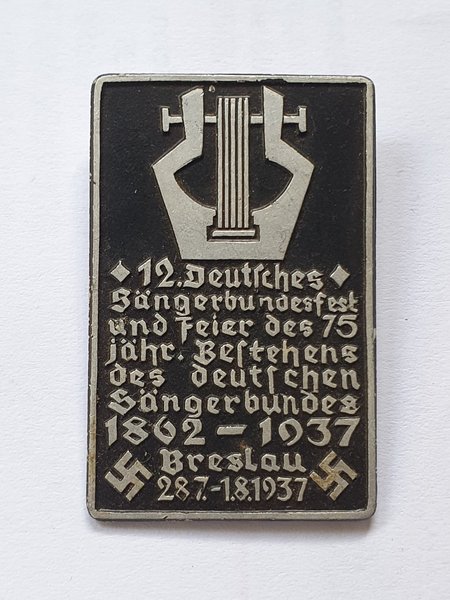 12. Deutsches
Sängerbundesfest
und Feier des 75
jähr. Bestehens
des deutschen
Sängerbundes
1862 - 1937
Breslau
28.7.-1.8.1937